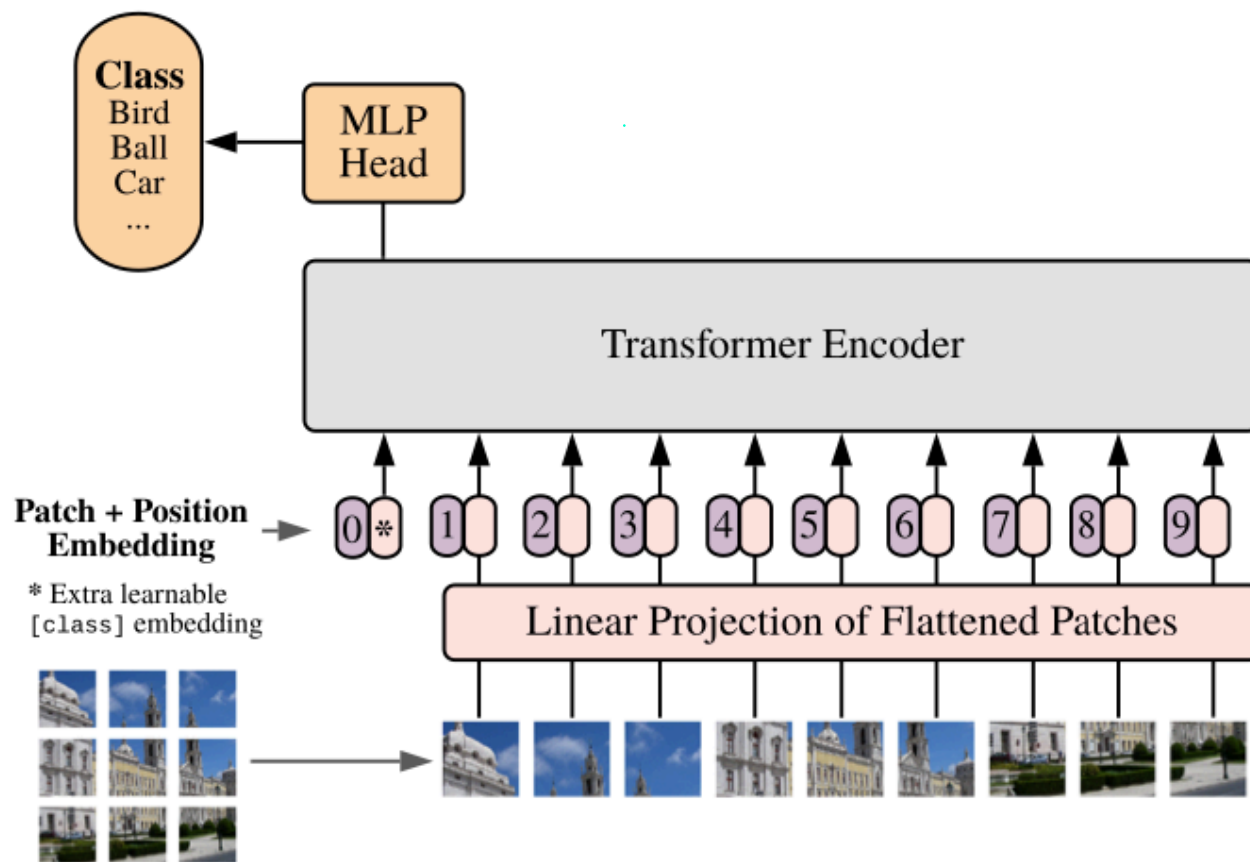 Class
Bird
Ball
Car
...
MLP
Head
Transformer Encoder
Patch + Position
Embedding
0 * 1 2 3 4 5 6 7 8 9
* Extra learnable
[class] embedding
Linear Projection of Flattened Patches